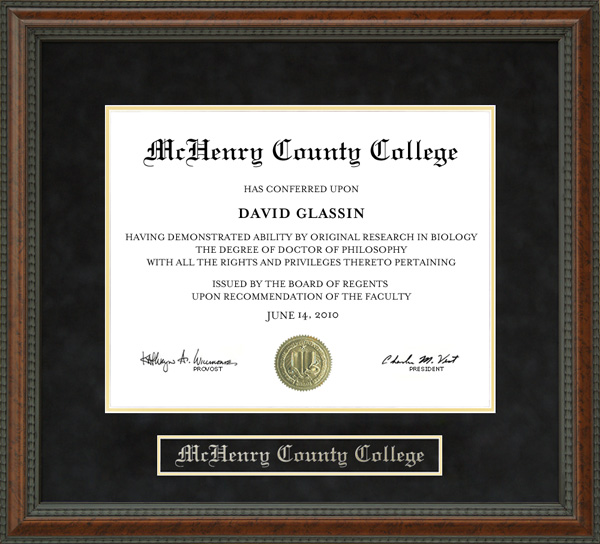 McHenry County College
HAS CONFERRED UPON
DAVID GLASSIN
HAVING DEMONSTRATED ABILITY BY ORIGINAL RESEARCH IN BIOLOGY
THE DEGREE OF DOCTOR OF PHILOSOPHY
WITH ALL THE RIGHTS AND PRIVILEGES THERETO PERTAINING
ISSUED BY THE BOARD OF REGENTS
UPON RECOMMENDATION OF THE FACULTY
JUNE 14, 2010
PROVOST
PRESIDENT
McHenry County College